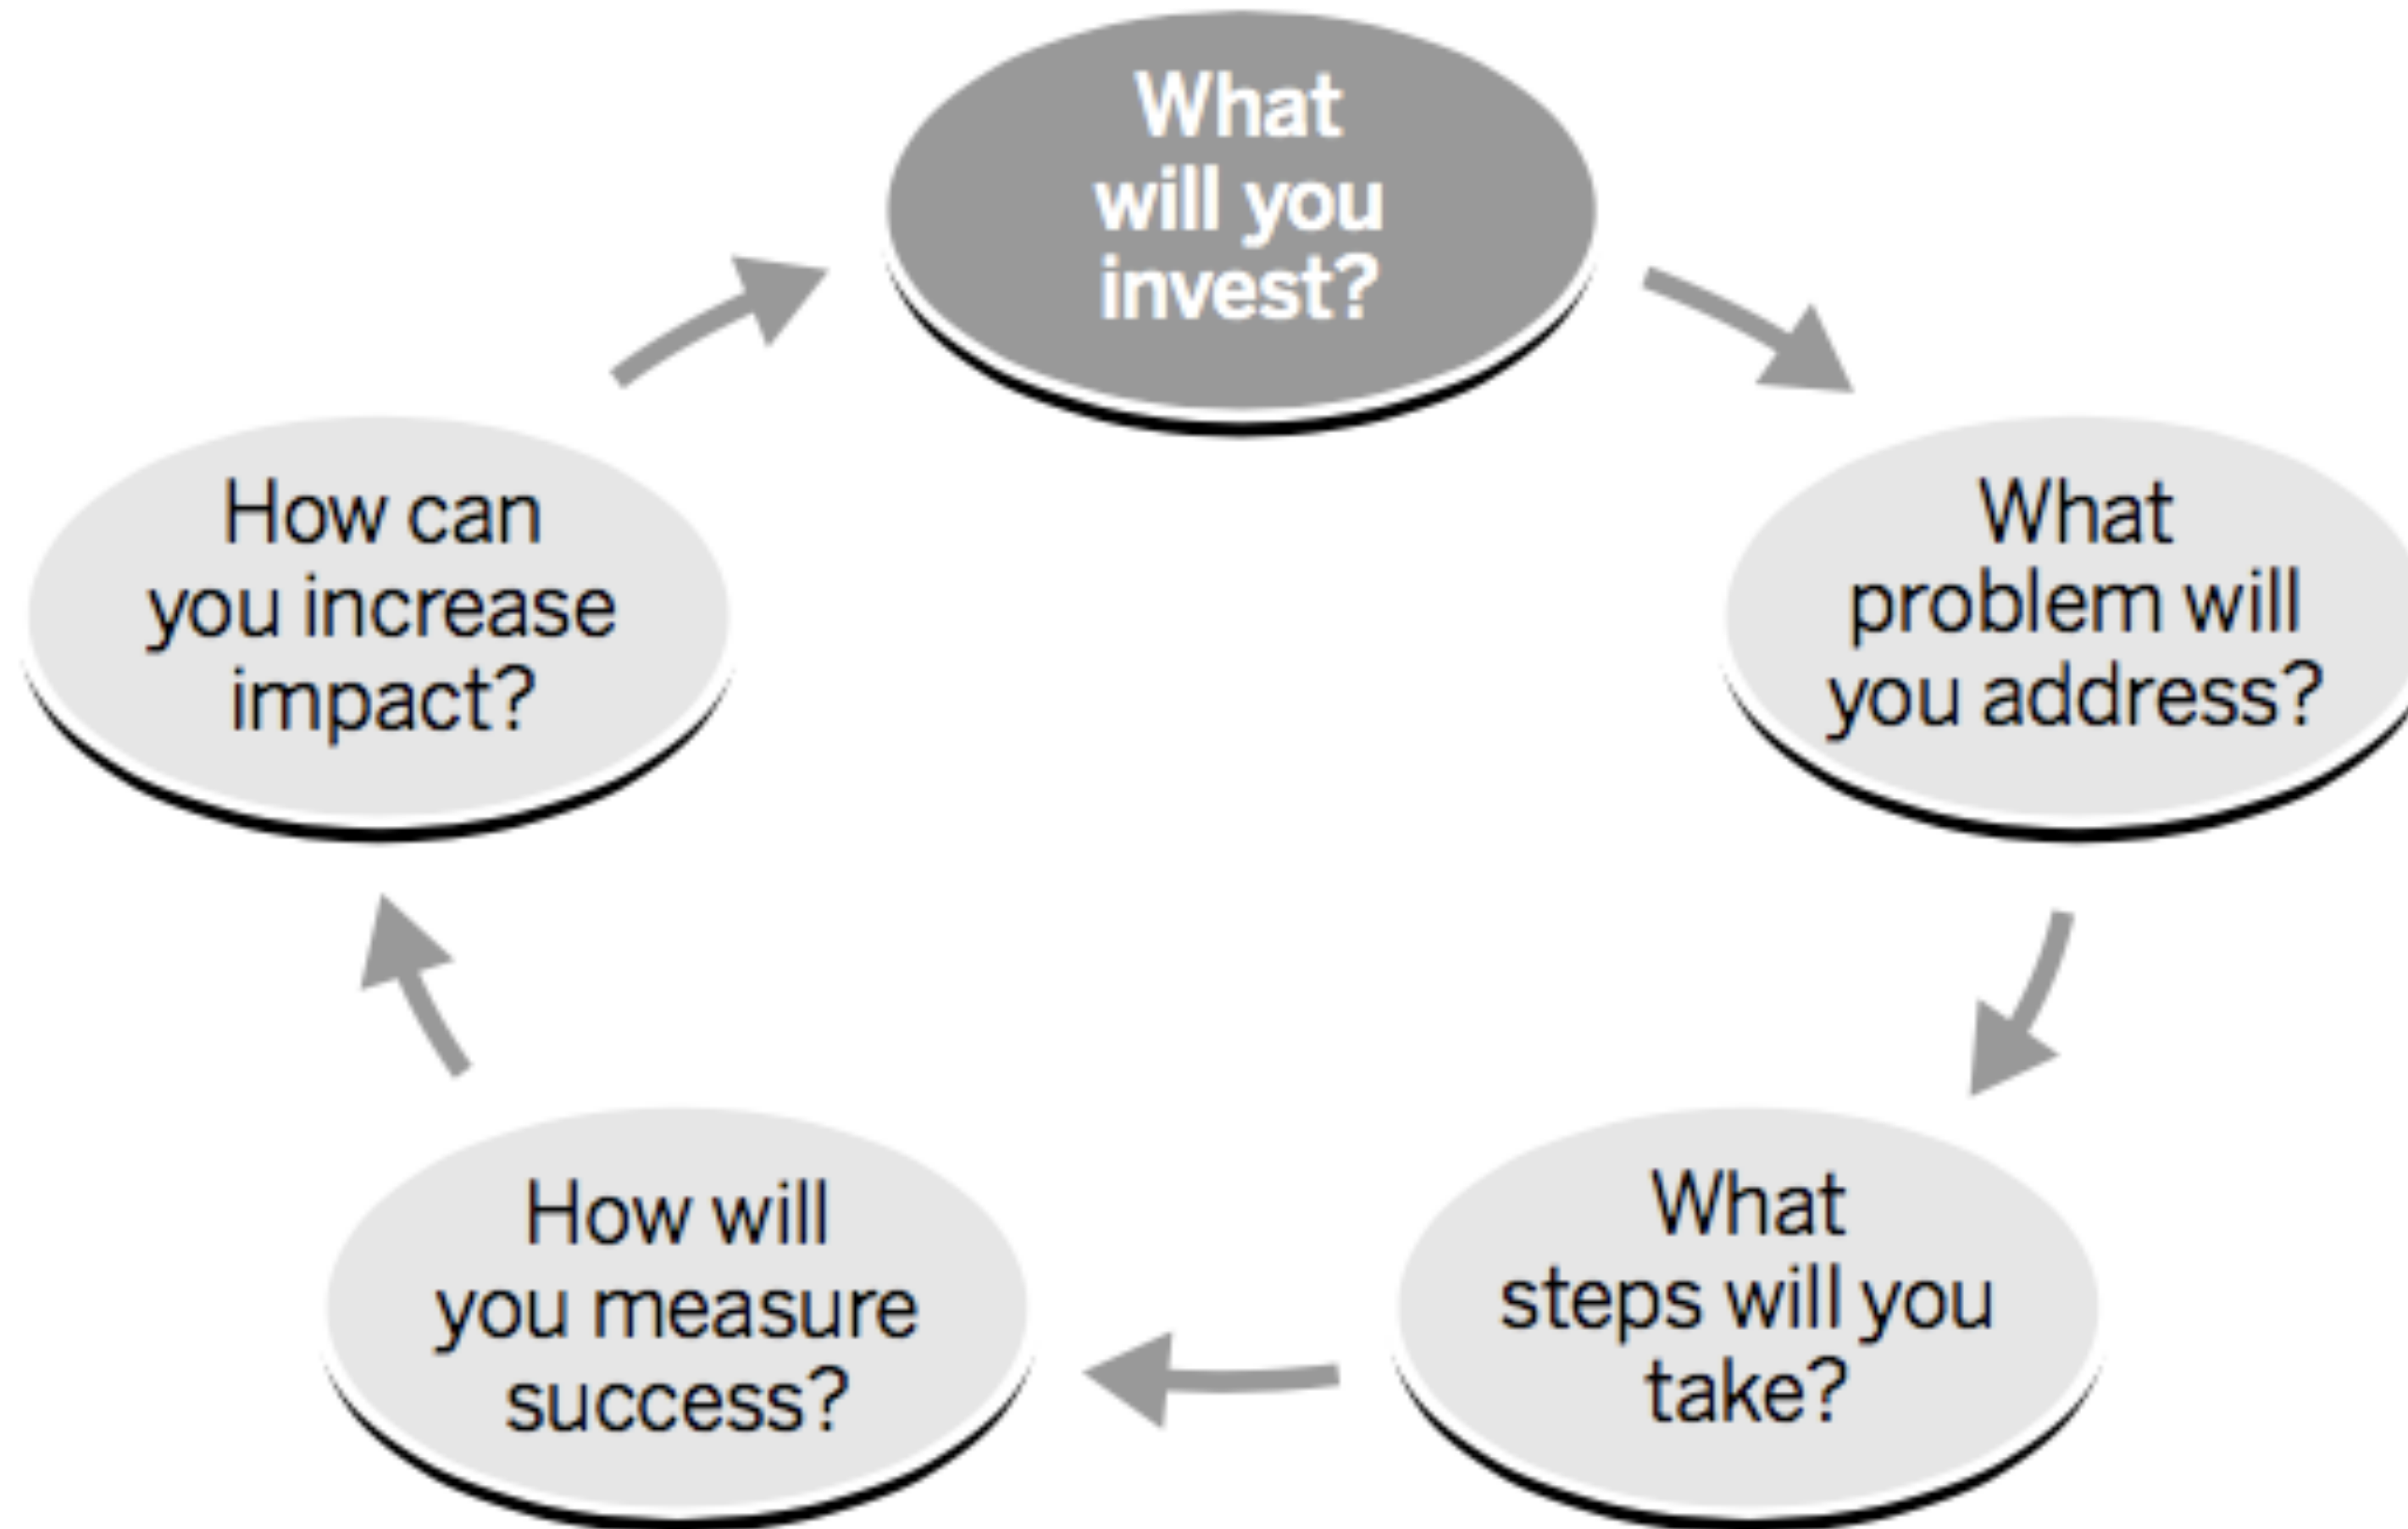 What
will you
invest?
What
problem will
you address?
What
steps will you
take?
How will
you measure
success?
How can
you increase
impact?